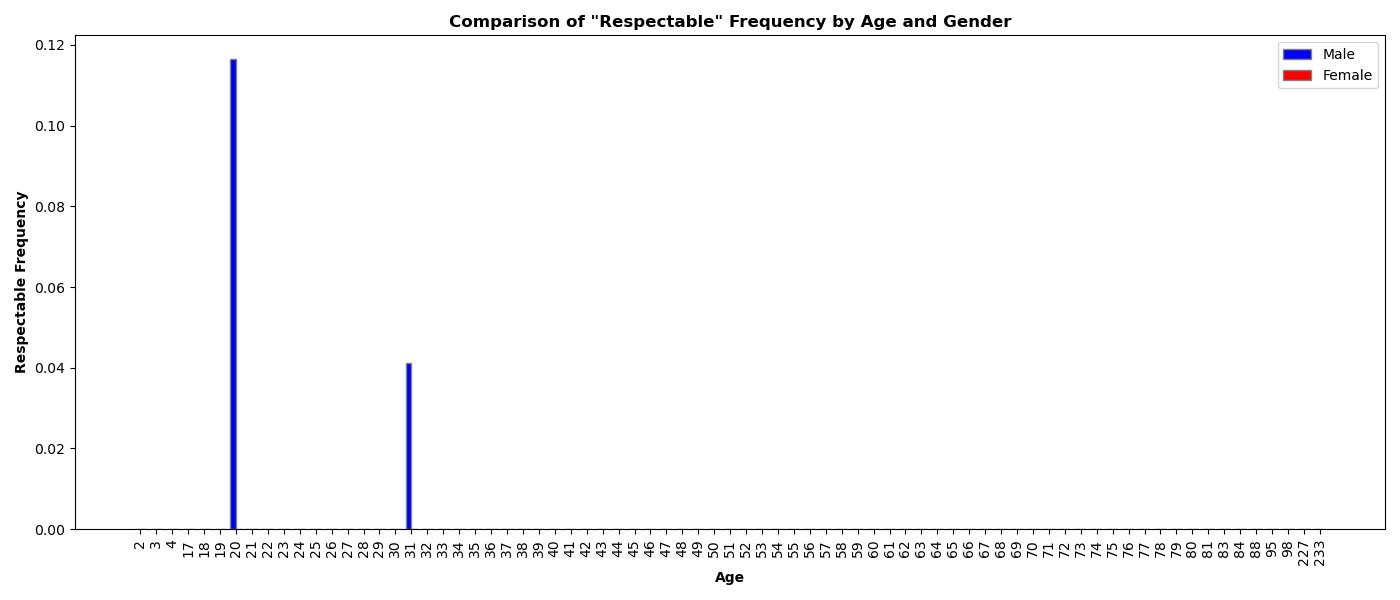 Comparison of "Respectable" Frequency by Age and Gender
Male
Female
Respectable Frequency
0.12
0.10
0.08
0.06
0.04
0.02
0.00
2 3 4 17 18 19 20 21 22 23 24 25 26 27 28 29 30 31 32 33 34 35 36 37 38 39 40 41 42 43 44 45 46 47 48 49 50 51 52 53 54 55 56 57 58 59 60 61 62 63 64 65 66 67 68 69 70 71 72 73 74 75 76 77 78 79 80 81 83 84 88 95 98 227 233
Age